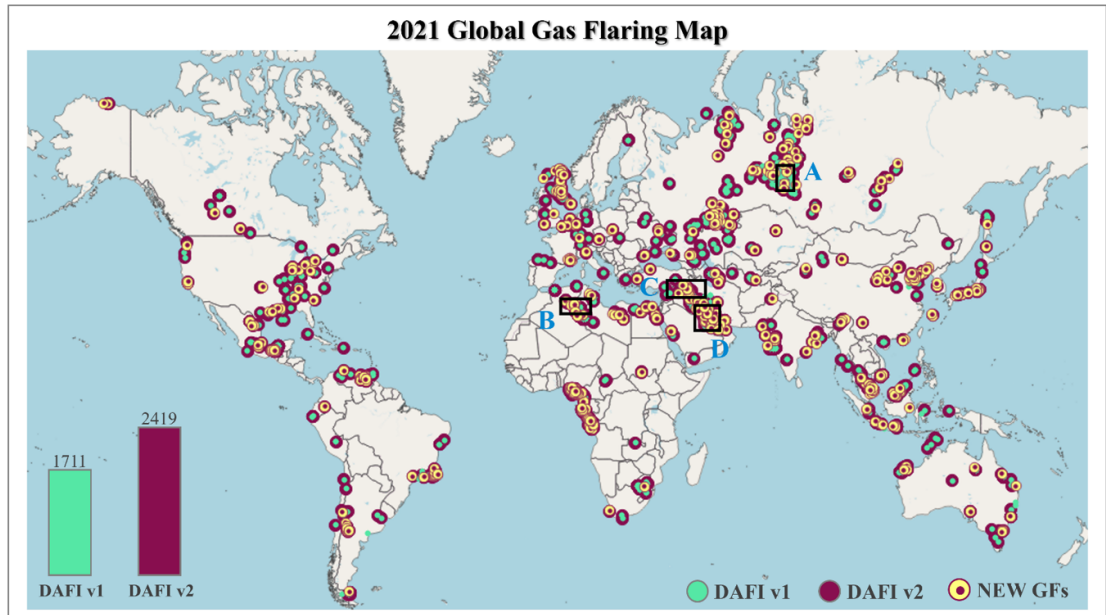 2021 Global Gas Flaring Map
A
C
B
D
2419
1711
DAFI v1
DAFI v2
DAFI v1 DAFI v2 NEW GFs